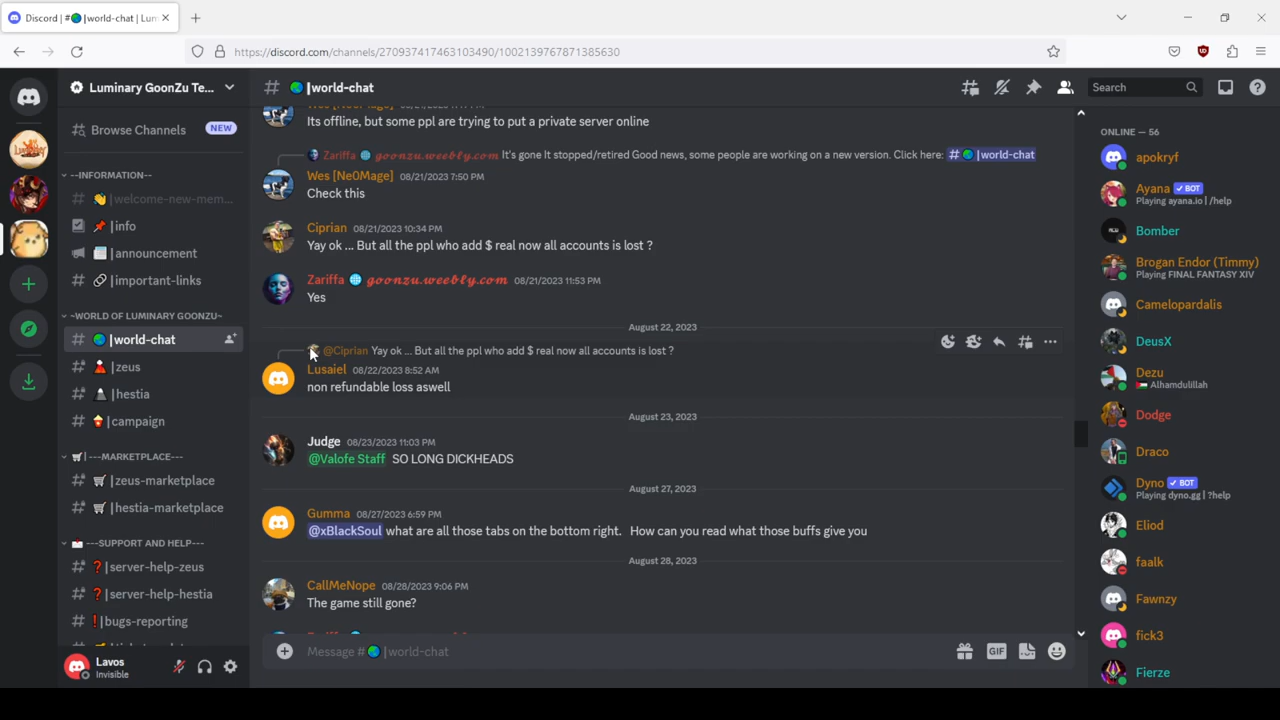 Discord | #🌏|world-chat | Lun
https://discord.com/channels/270937417463103490/1002139767871385630
Luminary GoonZu Te...
# 🌏|world-chat
Search
Browse Channels NEW
--INFORMATION--
👋|welcome-new-mem...
📌|info
📰|announcement
🔗|important-links
~WORLD OF LUMINARY GOONZU~
🌏|world-chat
|zeus
|hestia
|campaign
🛒|---MARKETPLACE---
🛒|zeus-marketplace
🛒|hestia-marketplace
📩---SUPPORT AND HELP---
❓|server-help-zeus
❓|server-help-hestia
❗|bugs-reporting
Lavos
Invisible
Wes [Ne0Mage]
Its offline, but some ppl are trying to put a private server online
Zariffa 🌐 goonzu.weebly.com It's gone It stopped/retired Good news, some people are working on a new version. Click here: # 🌏|world-chat
Wes [Ne0Mage] 08/21/2023 7:50 PM
Check this
Ciprian 08/21/2023 10:34 PM
Yay ok ... But all the ppl who add $ real now all accounts is lost ?
Zariffa 🌐 goonzu.weebly.com 08/21/2023 11:53 PM
Yes
August 22, 2023
@Ciprian Yay ok ... But all the ppl who add $ real now all accounts is lost ?
Lusaiel 08/22/2023 8:52 AM
non refundable loss aswell
August 23, 2023
Judge 08/23/2023 11:03 PM
@Valofe Staff SO LONG DICKHEADS
August 27, 2023
Gumma 08/27/2023 6:59 PM
@xBlackSoul what are all those tabs on the bottom right. How can you read what those buffs give you
August 28, 2023
CallMeNope 08/28/2023 9:06 PM
The game still gone?
Message #🌏|world-chat
GIF
ONLINE — 56
apokryf
Ayana ✓ BOT
Playing ayana.io | /help
Bomber
Brogan Endor (Timmy)
Playing FINAL FANTASY XIV
Camelopardalis
DeusX
Dezu
🇵🇸 Alhamdulillah
Dodge
Draco
Dyno ✓ BOT
Playing dyno.gg | ?help
Eliod
faalk
Fawnzy
fick3
Fierze